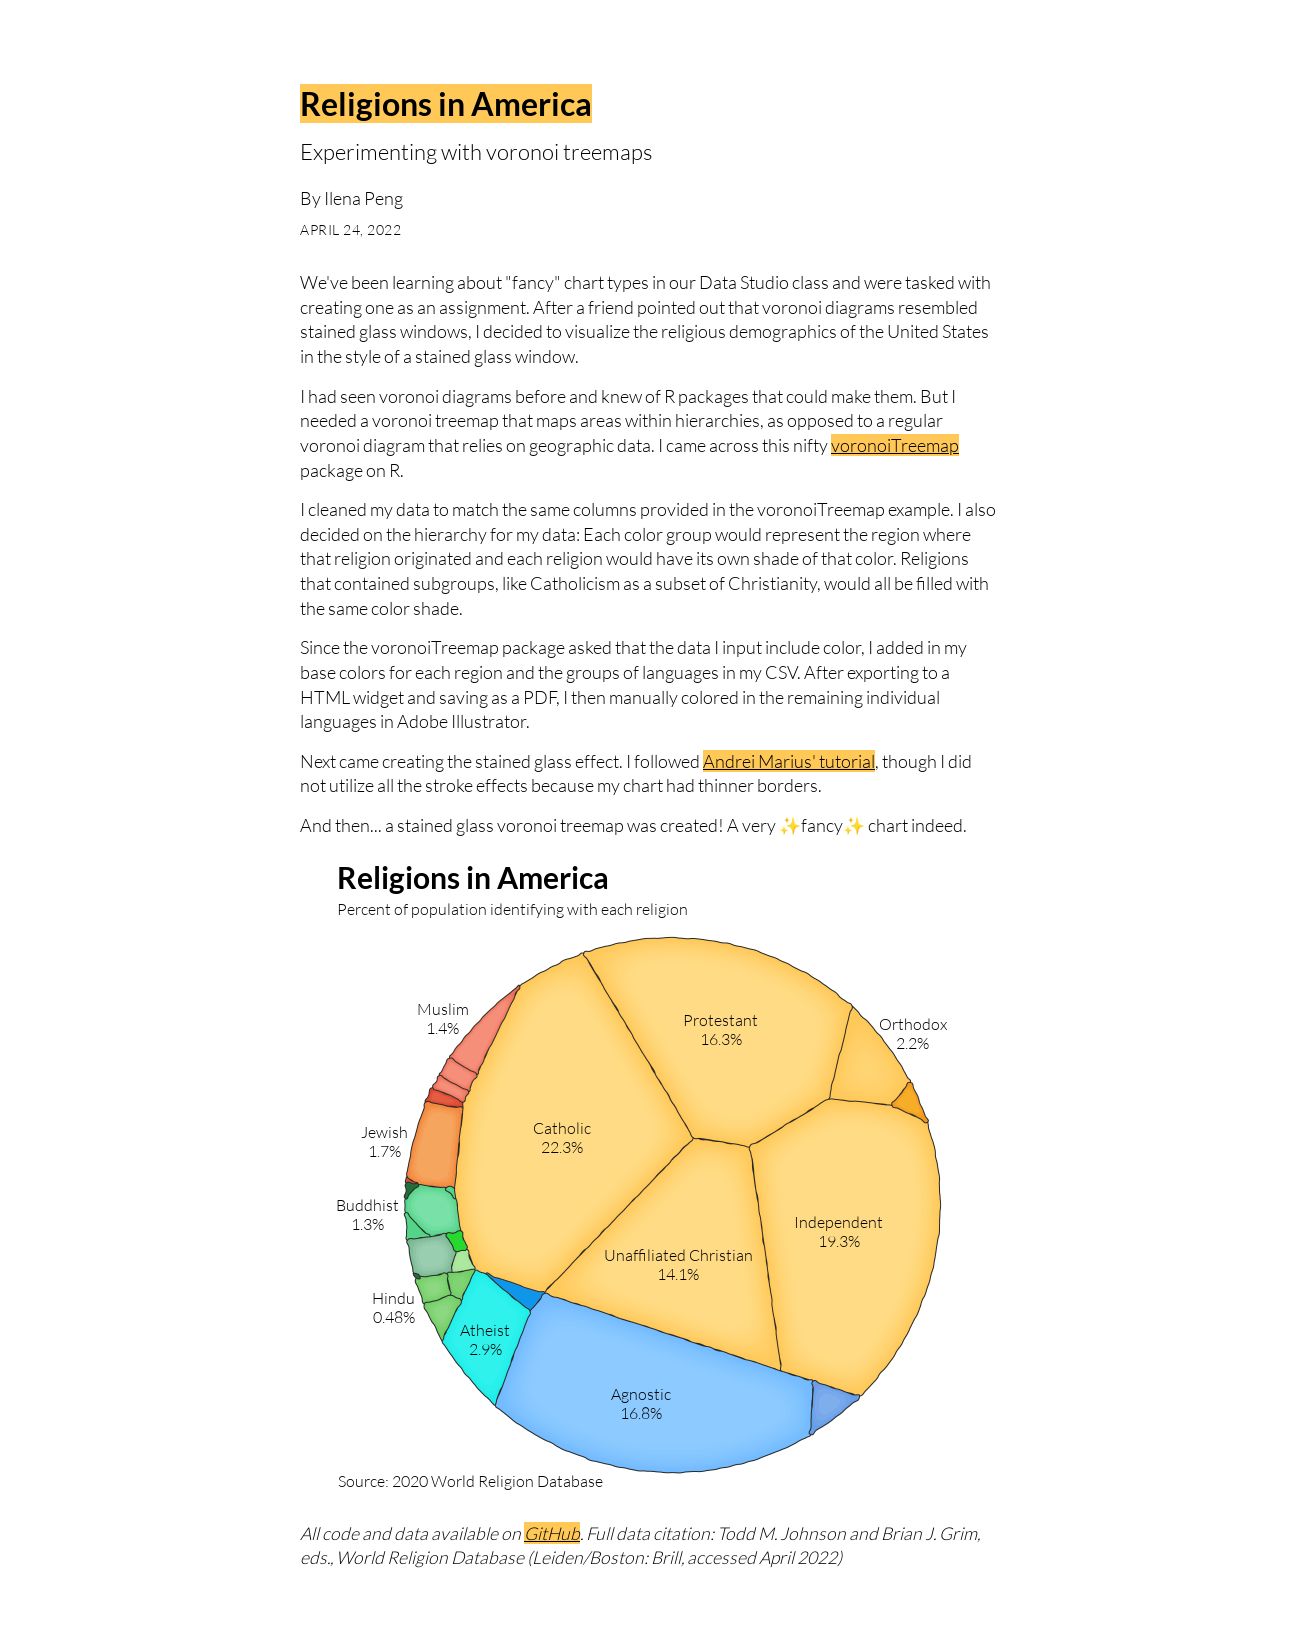 Religions in America
Experimenting with voronoi treemaps
By Ilena Peng
APRIL 24, 2022
We've been learning about "fancy" chart types in our Data Studio class and were tasked with
creating one as an assignment. After a friend pointed out that voronoi diagrams resembled
stained glass windows, I decided to visualize the religious demographics of the United States
in the style of a stained glass window.
I had seen voronoi diagrams before and knew of R packages that could make them. But I
needed a voronoi treemap that maps areas within hierarchies, as opposed to a regular
voronoi diagram that relies on geographic data. I came across this nifty voronoiTreemap
package on R.
I cleaned my data to match the same columns provided in the voronoiTreemap example. I also
decided on the hierarchy for my data: Each color group would represent the region where
that religion originated and each religion would have its own shade of that color. Religions
that contained subgroups, like Catholicism as a subset of Christianity, would all be filled with
the same color shade.
Since the voronoiTreemap package asked that the data I input include color, I added in my
base colors for each region and the groups of languages in my CSV. After exporting to a
HTML widget and saving as a PDF, I then manually colored in the remaining individual
languages in Adobe Illustrator.
Next came creating the stained glass effect. I followed Andrei Marius' tutorial, though I did
not utilize all the stroke effects because my chart had thinner borders.
And then... a stained glass voronoi treemap was created! A very ✨fancy✨ chart indeed.
Religions in America
Percent of population identifying with each religion
Muslim
1.4%
Protestant
16.3%
Orthodox
2.2%
Jewish
1.7%
Catholic
22.3%
Buddhist
1.3%
Independent
19.3%
Unaffiliated Christian
14.1%
Hindu
0.48%
Atheist
2.9%
Agnostic
16.8%
Source: 2020 World Religion Database
All code and data available on GitHub. Full data citation: Todd M. Johnson and Brian J. Grim,
eds., World Religion Database (Leiden/Boston: Brill, accessed April 2022)